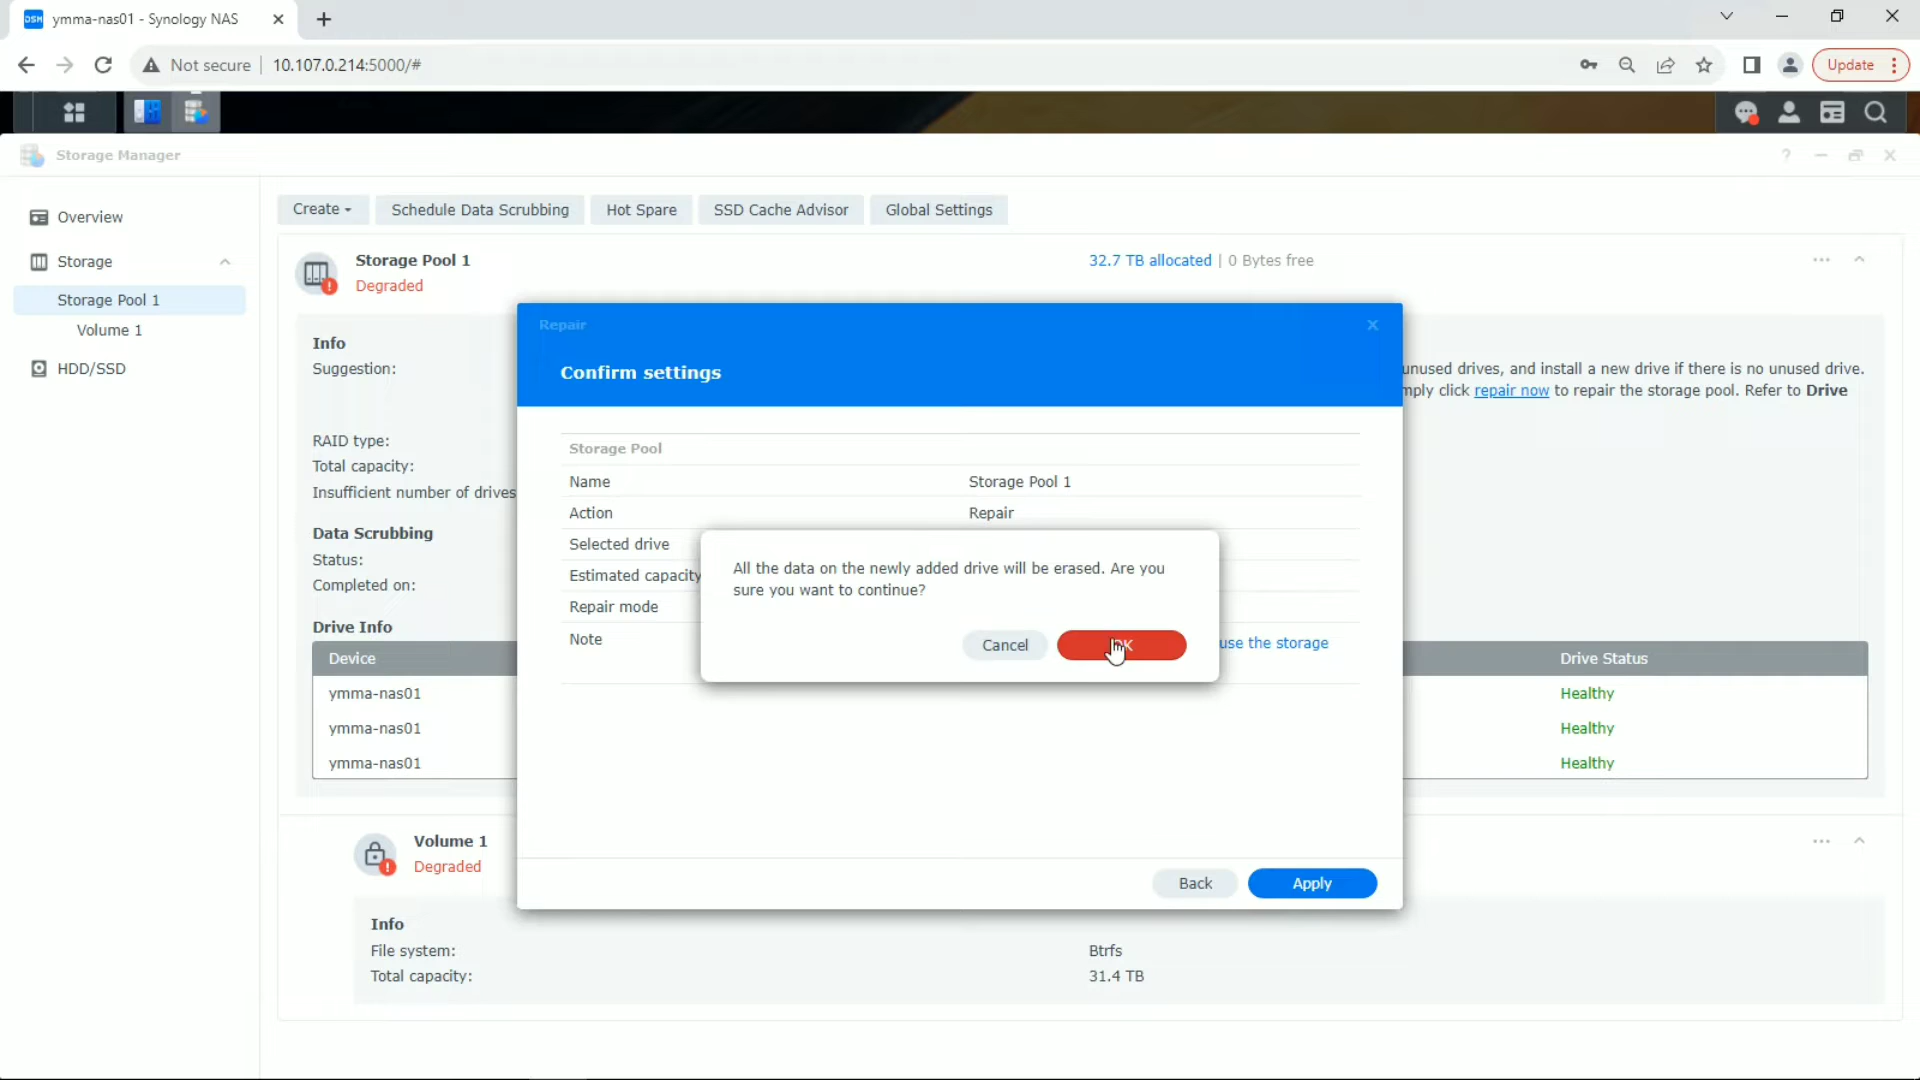 DSM ymma-nas01 - Synology NAS
Not secure 10.107.0.214:5000/#
Update
Storage Manager
?
Overview
Storage
Storage Pool 1
Volume 1
HDD/SSD
Create
Schedule Data Scrubbing
Hot Spare
SSD Cache Advisor
Global Settings
Storage Pool 1
Degraded
32.7 TB allocated | 0 Bytes free
Info
Suggestion:
unused drives, and install a new drive if there is no unused drive.
click repair now to repair the storage pool. Refer to Drive
RAID type:
Total capacity:
Insufficient number of drives
Data Scrubbing
Status:
Completed on:
Drive Info
Device
Drive Status
ymma-nas01
Healthy
ymma-nas01
Healthy
ymma-nas01
Healthy
Repair
Confirm settings
Storage Pool
Name
Storage Pool 1
Action
Repair
Selected drive
Estimated capacity
Repair mode
Note
use the storage
All the data on the newly added drive will be erased. Are you
sure you want to continue?
Cancel
OK
Back
Apply
Volume 1
Degraded
Info
File system:
Btrfs
Total capacity:
31.4 TB